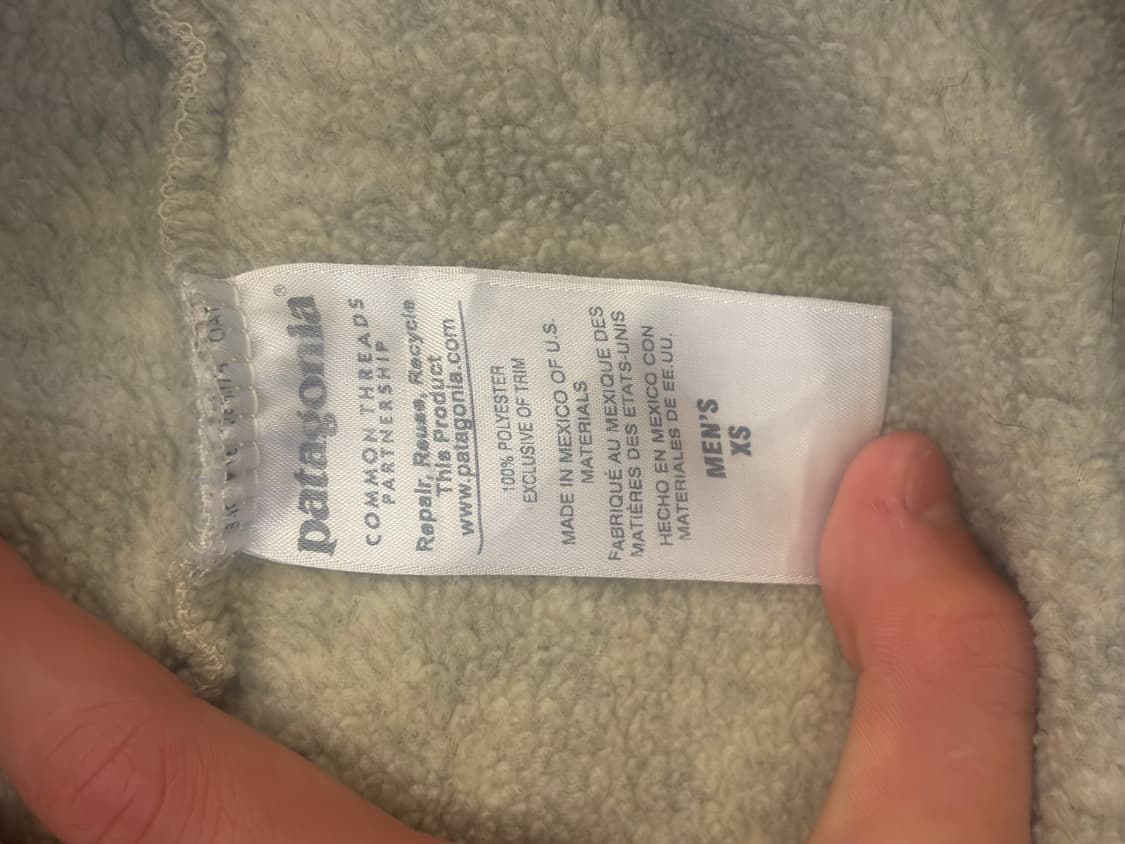 patagonia®
COMMON THREADS
PARTNERSHIP
Repair, Reuse, Recycle
This Product
www.patagonia.com
100% POLYESTER
EXCLUSIVE OF TRIM
MADE IN MEXICO OF U.S.
MATERIALS
FABRIQUÉ AU MEXIQUE DES
MATIÈRES DES ETATS-UNIS
HECHO EN MEXICO CON
MATERIALES DE EE.UU.
MEN'S
XS